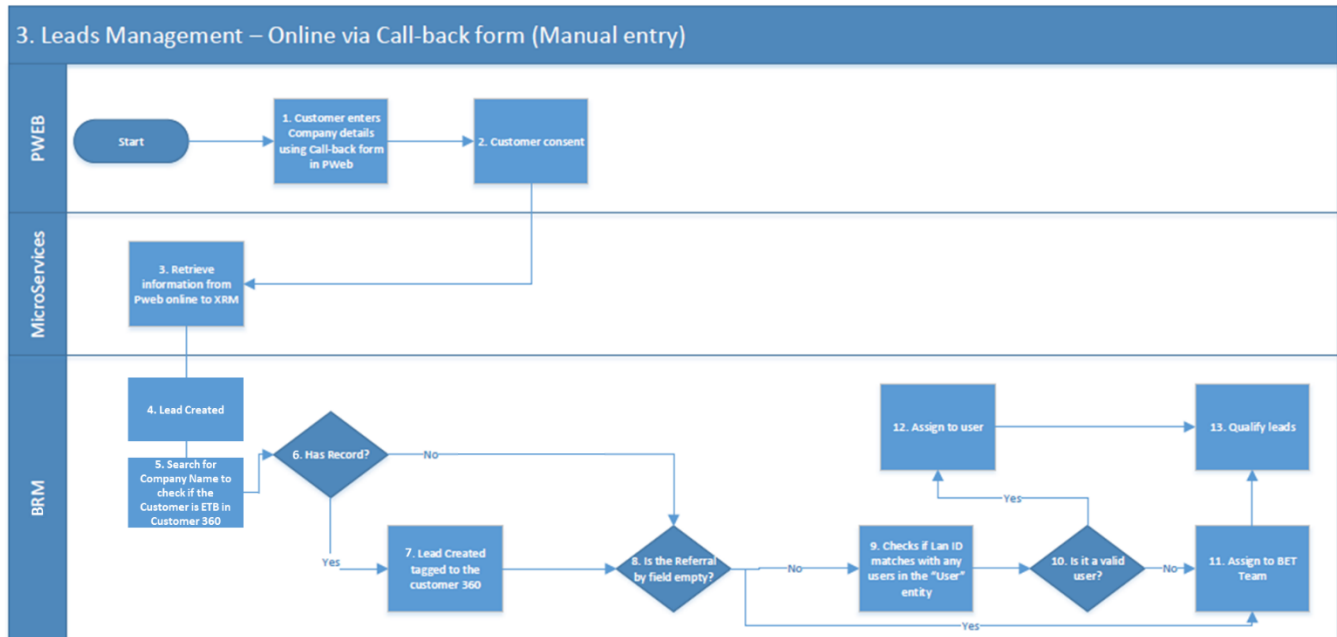 3. Leads Management – Online via Call-back form (Manual entry)
PWEB
Start
1. Customer enters
Company details
using Call-back form
in PWeb
2. Customer consent
MicroServices
3. Retrieve
information from
Pweb online to XRM
BRM
4. Lead Created
5. Search for
Company Name to
check if the
Customer is ETB in
Customer 360
6. Has Record?
No
Yes
7. Lead Created
tagged to the
customer 360
8. Is the Referral
by field empty?
No
Yes
9. Checks if Lan ID
matches with any
users in the "User"
entity
10. Is it a valid
user?
Yes
No
11. Assign to BET
Team
12. Assign to user
13. Qualify leads